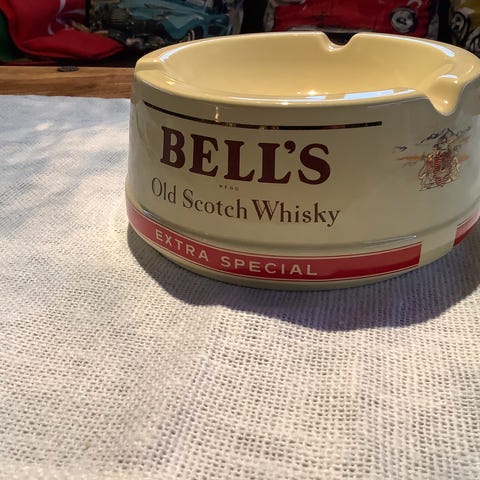 BELL'S
REGD
Old Scotch Whisky
EXTRA SPECIAL